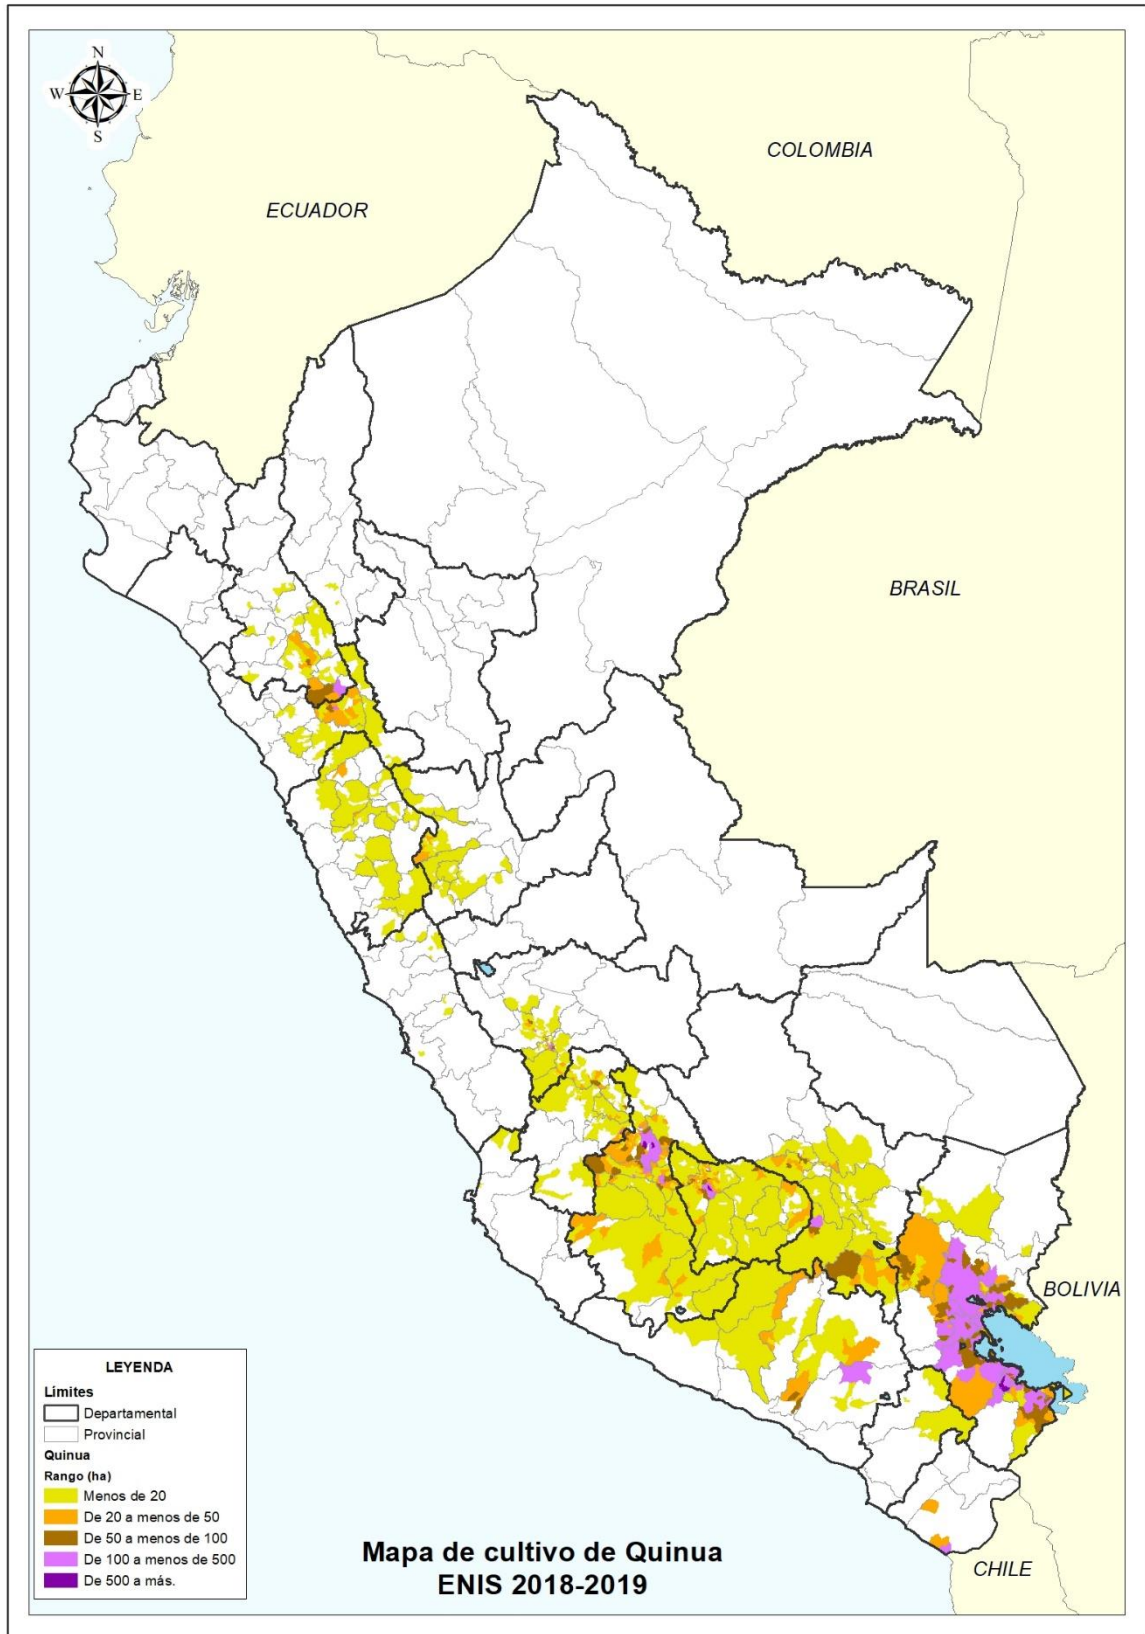 N
W E
S
COLOMBIA
ECUADOR
BRASIL
BOLIVIA
LEYENDA
Límites
Departamental
Provincial
Quinua
Rango (ha)
Menos de 20
De 20 a menos de 50
De 50 a menos de 100
De 100 a menos de 500
De 500 a más.
Mapa de cultivo de Quinua
ENIS 2018-2019
CHILE